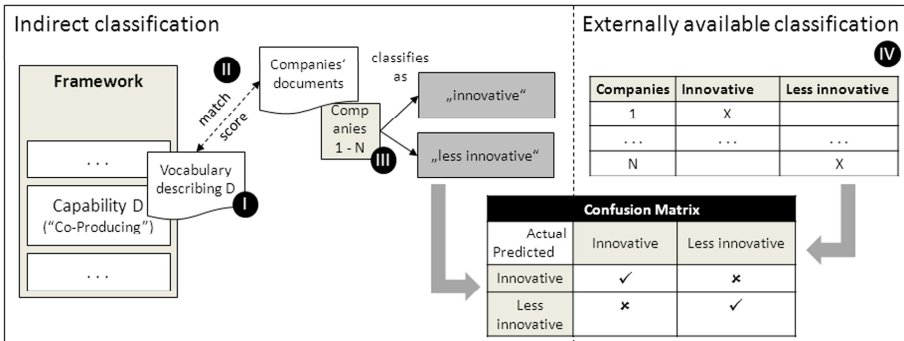 Indirect classification
Externally available classification
Framework
. . .
Capability D
("Co-Producing")
. . .
II
match
score
Vocabulary
describing D
I
Companies'
documents
Comp
anies
1 - N
III
classifies
as
„innovative“
„less innovative“
IV
Companies Innovative Less innovative
1 X
. . . . . . . . .
N X
Confusion Matrix
Actual
Predicted
Innovative Less innovative
Innovative ✓ ×
Less
innovative
× ✓